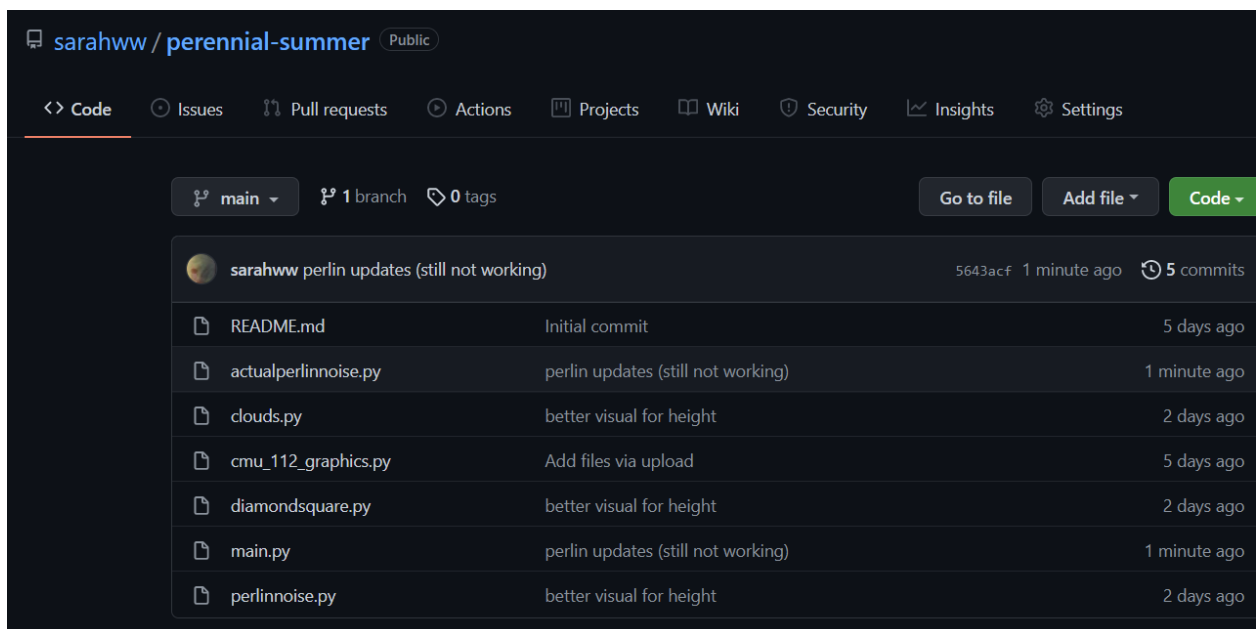 sarahww / perennial-summer Public
Code Issues Pull requests Actions Projects Wiki Security Insights Settings
main 1 branch 0 tags Go to file Add file Code
sarahww perlin updates (still not working) 5643acf 1 minute ago 5 commits
README.md Initial commit 5 days ago
actualperlinnoise.py perlin updates (still not working) 1 minute ago
clouds.py better visual for height 2 days ago
cmu_112_graphics.py Add files via upload 5 days ago
diamondsquare.py better visual for height 2 days ago
main.py perlin updates (still not working) 1 minute ago
perlinnoise.py better visual for height 2 days ago